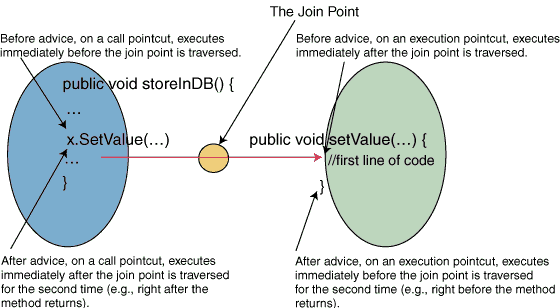 The Join Point
Before advice, on a call pointcut, executes
immediately before the join point is traversed.
Before advice, on an execution pointcut, executes
immediately after the join point is traversed.
public void storeInDB() {
...
x.SetValue(...)
...
}
public void setValue(...) {
//first line of code
}
After advice, on a call pointcut, executes
immediately after the join point is traversed
for the second time (e.g., right after the
method returns).
After advice, on an execution pointcut, executes
immediately before the join point is traversed
for the second time (e.g., right before the method
returns).